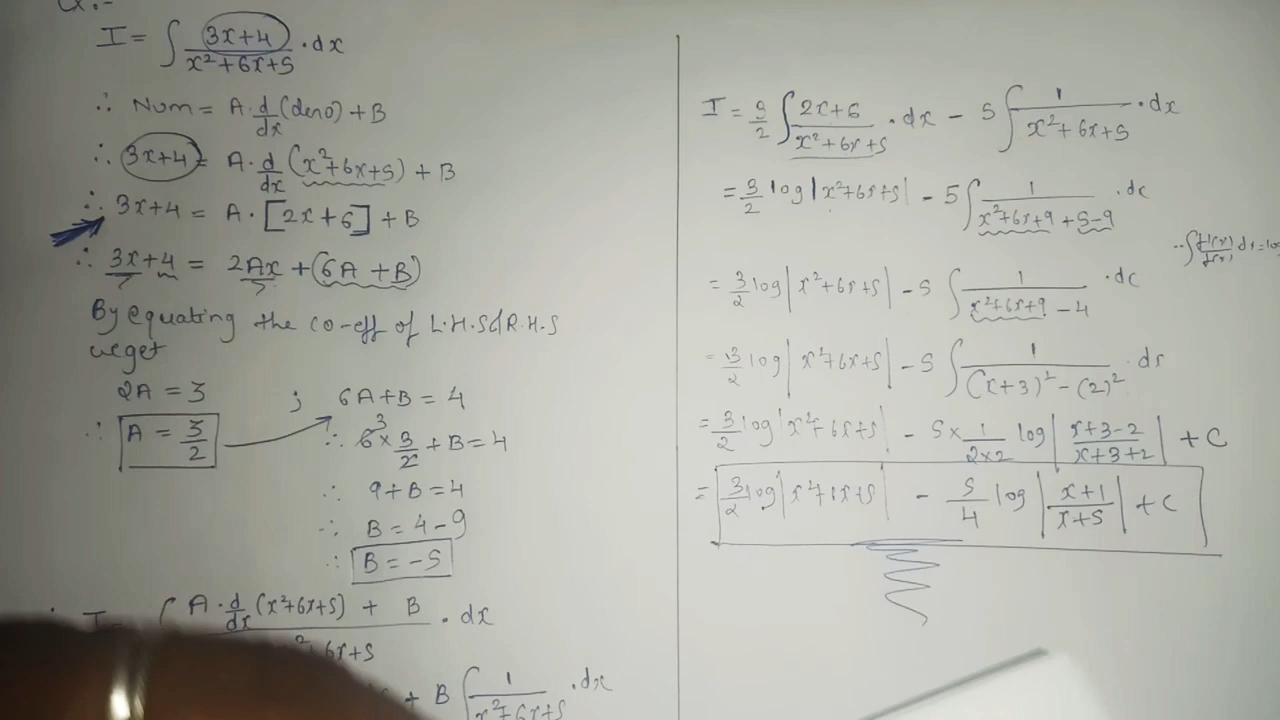 Q.-
I = ∫ 3x+4 / x²+6x+5 · dx
∴ Num = A· d/dx (deno) + B
∴ 3x+4 = A· d/dx (x²+6x+5) + B
∴ 3x+4 = A· [2x+6] + B
∴ 3x+4 = 2Ax + (6A + B)
By equating the co-eff of L.H.S & R.H.S
we get
2A = 3 ; 6A+B = 4
∴ A = 3/2
∴ 6³ × 3/2 + B = 4
∴ 9+B = 4
∴ B = 4-9
∴ B = -5
∴ I = ∫ A· d/dx (x²+6x+5) + B / x²+6x+5 · dx
+ B ∫ 1 / x²+6x+5 · dx
I = 3/2 ∫ 2x+6 / x²+6x+5 · dx - 5 ∫ 1 / x²+6x+5 · dx
= 3/2 log |x²+6x+5| - 5 ∫ 1 / x²+6x+9 +5-9 · dx
·· ∫ f'(x)/f(x) dx = log
= 3/2 log |x²+6x+5| - 5 ∫ 1 / x²+6x+9 - 4 · dx
= 3/2 log |x²+6x+5| - 5 ∫ 1 / (x+3)² - (2)² · dx
= 3/2 log |x²+6x+5| - 5 × 1/2×2 log | x+3-2 / x+3+2 | + C
= 3/2 log |x²+6x+5| - 5/4 log | x+1 / x+5 | + C